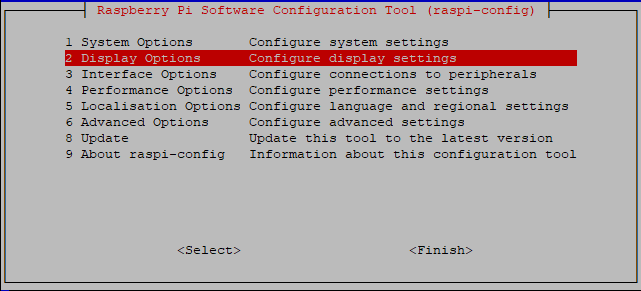 Raspberry Pi Software Configuration Tool (raspi-config)
1 System Options Configure system settings
2 Display Options Configure display settings
3 Interface Options Configure connections to peripherals
4 Performance Options Configure performance settings
5 Localisation Options Configure language and regional settings
6 Advanced Options Configure advanced settings
8 Update Update this tool to the latest version
9 About raspi-config Information about this configuration tool
<Select> <Finish>